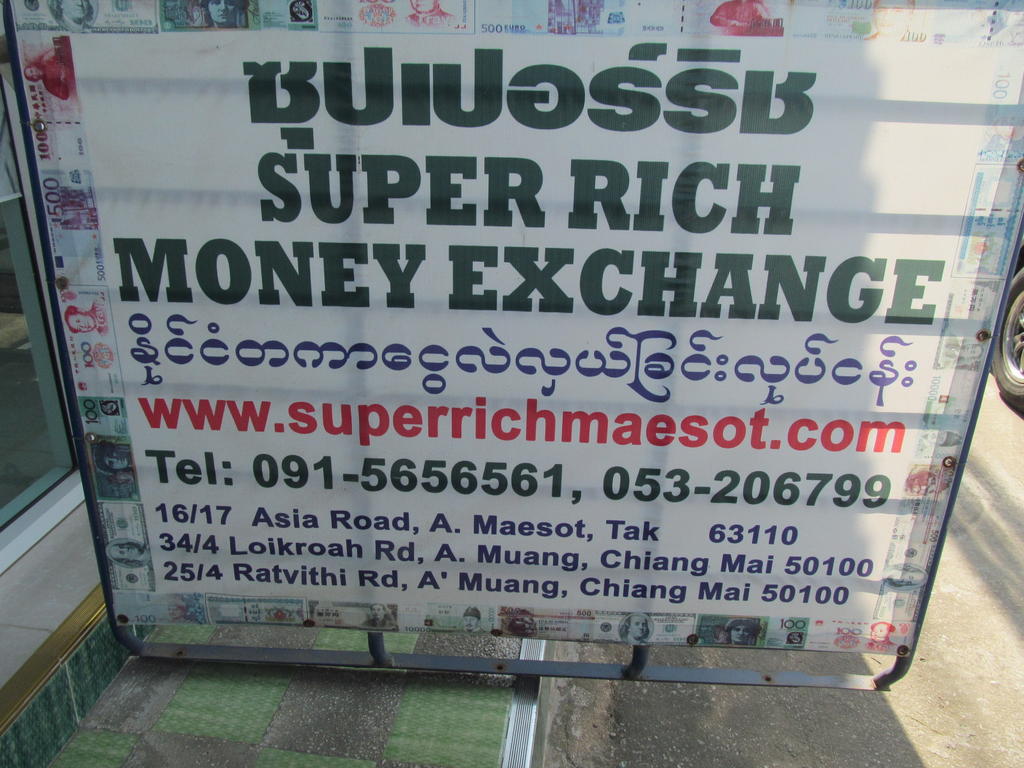 ซุปเปอร์ริช
SUPER RICH
MONEY EXCHANGE
နိုင်ငံတကာငွေလဲလှယ်ခြင်းလုပ်ငန်း
www.superrichmaesot.com
Tel: 091-5656561, 053-206799
16/17 Asia Road, A. Maesot, Tak 63110
34/4 Loikroah Rd, A. Muang, Chiang Mai 50100
25/4 Ratvithi Rd, A' Muang, Chiang Mai 50100